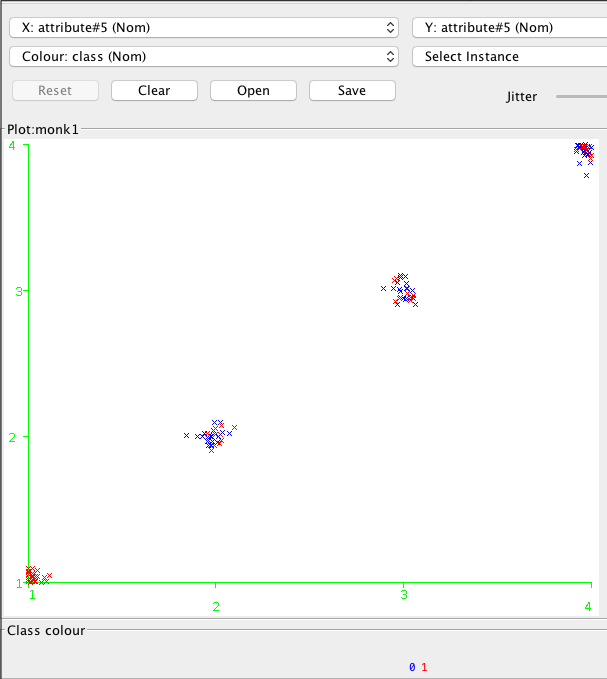 X: attribute#5 (Nom) Y: attribute#5 (Nom)
Colour: class (Nom) Select Instance
Reset Clear Open Save Jitter
Plot:monk1
4
3
2
1
1 2 3 4
Class colour
0 1